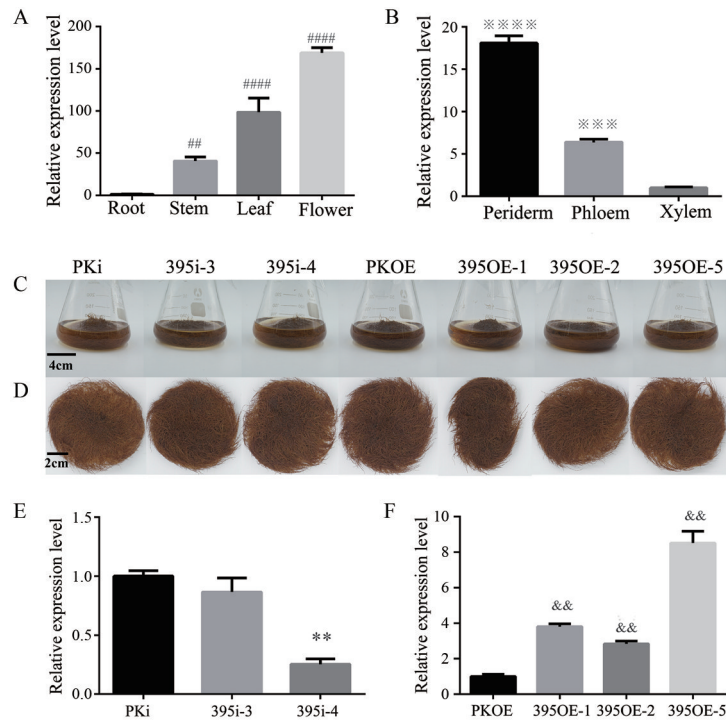 A
Relative expression level
200
150
100
50
0
##
####
####
Root Stem Leaf Flower
B
Relative expression level
20
15
10
5
0
※※※※
※※※
Periderm Phloem Xylem
PKi 395i-3 395i-4 PKOE 395OE-1 395OE-2 395OE-5
C
4cm
D
2cm
E
Relative expression level
1.5
1.0
0.5
0.0
**
PKi 395i-3 395i-4
F
Relative expression level
10
8
6
4
2
0
&&
&&
&&
PKOE 395OE-1 395OE-2 395OE-5